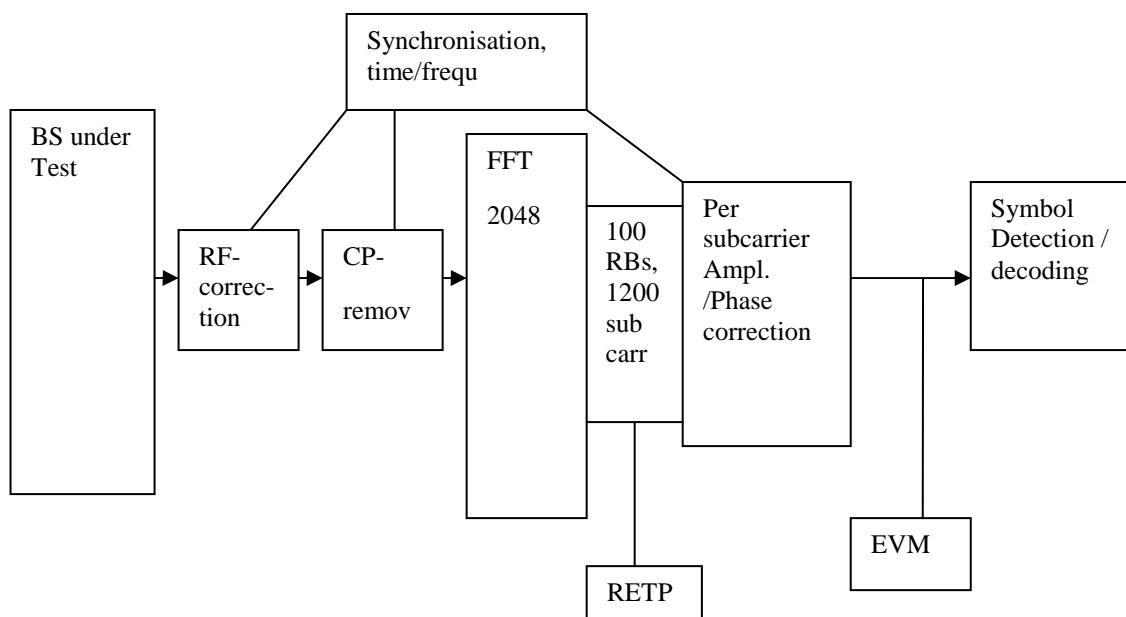 Synchronisation,
time/frequ
BS under
Test
FFT
2048
RF-
correc-
tion
CP-
remov
100
RBs,
1200
sub
carr
Per
subcarrier
Ampl.
/Phase
correction
Symbol
Detection /
decoding
EVM
RETP